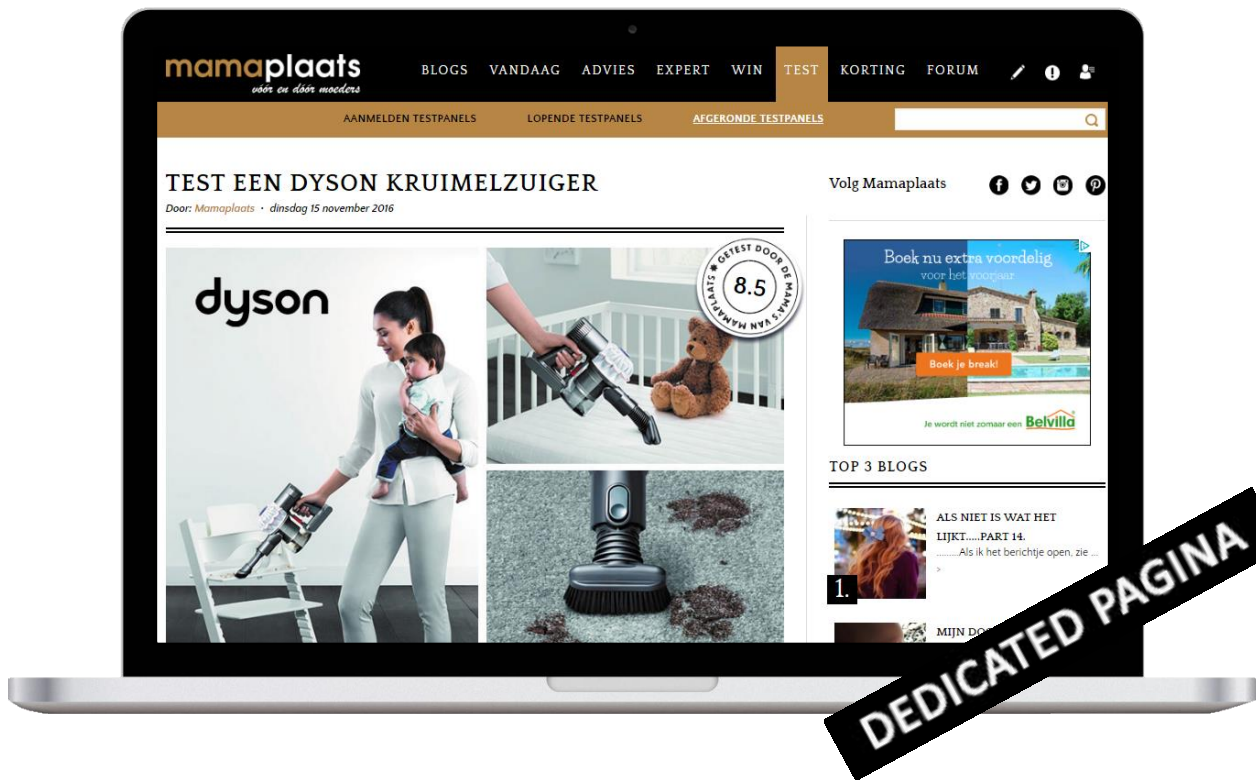 mamaplaats
vóór en dóór moeders
BLOGS VANDAAG ADVIES EXPERT WIN TEST KORTING FORUM
AANMELDEN TESTPANELS LOPENDE TESTPANELS AFGERONDE TESTPANELS
TEST EEN DYSON KRUIMELZUIGER
Door: Mamaplaats · dinsdag 15 november 2016
dyson
GETEST DOOR DE MAMA'S VAN MAMAPLAATS
8.5
Volg Mamaplaats
Boek nu extra voordelig
voor het voorjaar
Boek je break!
Je wordt niet zomaar een Belvilla
TOP 3 BLOGS
1.
ALS NIET IS WAT HET
LIJKT.....PART 14.
.........Als ik het berichtje open, zie ...
>
MIJN
DEDICATED PAGINA